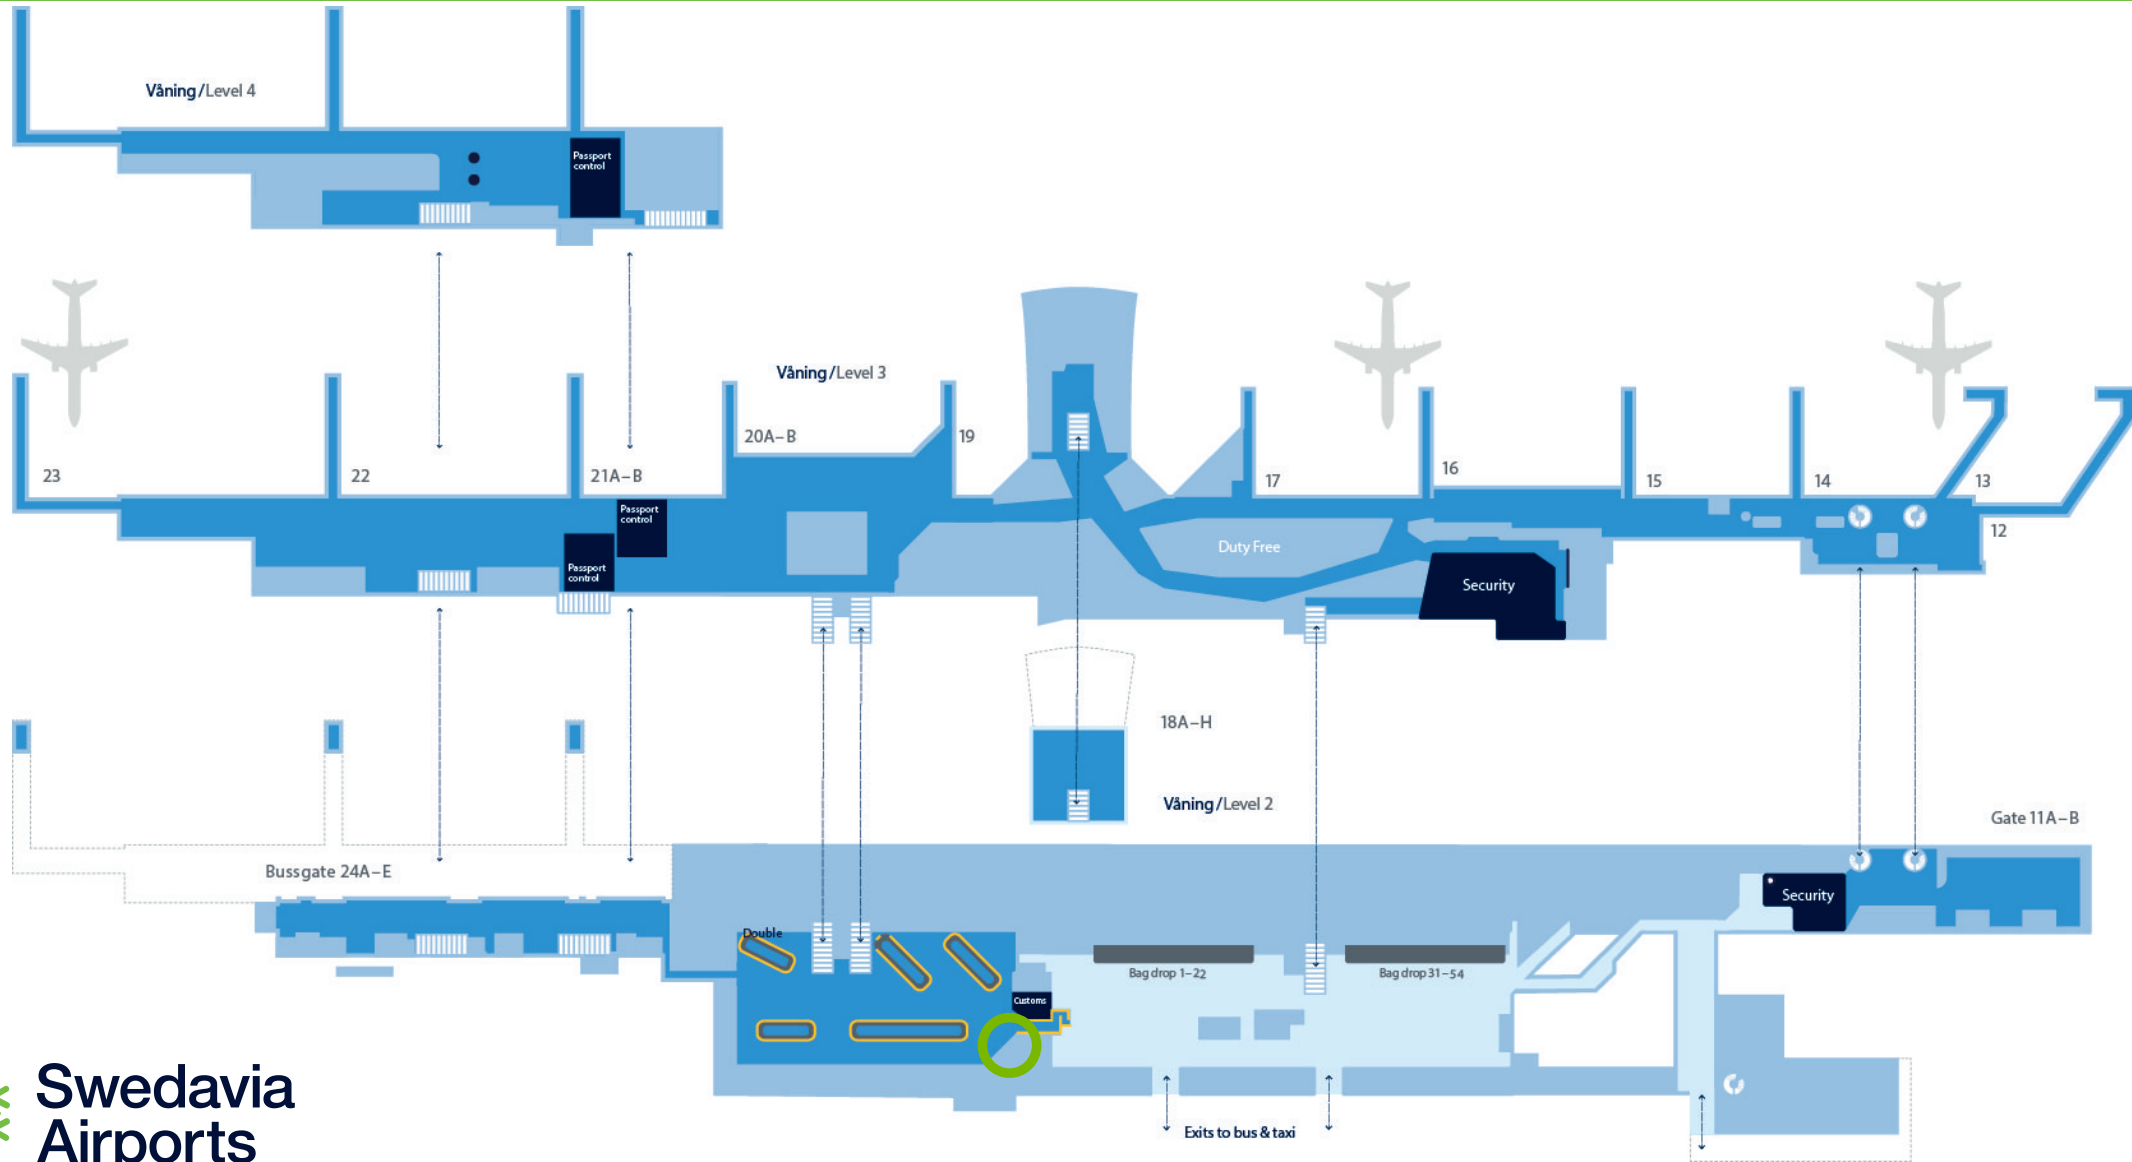 Våning/Level 4
Passport
control
Våning/Level 3
20A–B
19
23
22
21A–B
17
16
15
14
13
12
Passport
control
Passport
control
Duty Free
Security
18A–H
Våning/Level 2
Gate 11A–B
Bussgate 24A–E
Security
Double
Bag drop 1–22
Bag drop 31–54
Customs
Exits to bus & taxi
Swedavia
Airports